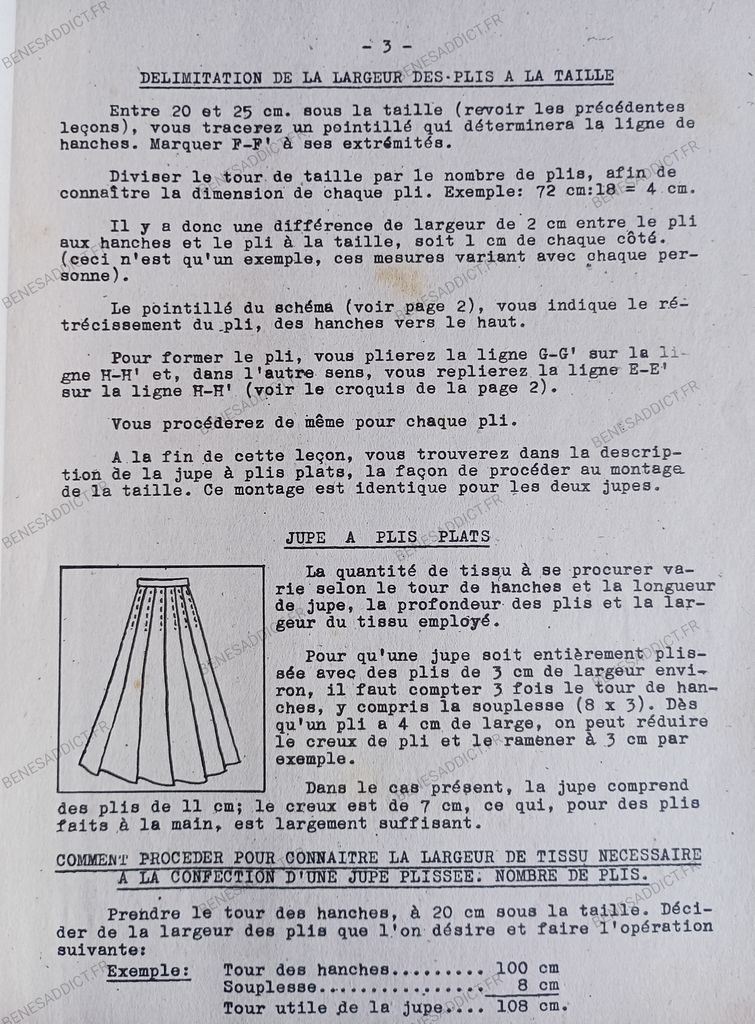 - 3 -
DELIMITATION DE LA LARGEUR DES PLIS A LA TAILLE
Entre 20 et 25 cm. sous la taille (revoir les précédentes
leçons), vous tracerez un pointillé qui déterminera la ligne de
hanches. Marquer F-F' à ses extrémités.
Diviser le tour de taille par le nombre de plis, afin de
connaître la dimension de chaque pli. Exemple: 72 cm:18 = 4 cm.
Il y a donc une différence de largeur de 2 cm entre le pli
aux hanches et le pli à la taille, soit 1 cm de chaque côté.
(ceci n'est qu'un exemple, ces mesures variant avec chaque per-
sonne).
Le pointillé du schéma (voir page 2), vous indique le ré-
trécissement du pli, des hanches vers le haut.
Pour former le pli, vous plierez la ligne G-G' sur la li-
gne H-H' et, dans l'autre sens, vous replierez la ligne E-E'
sur la ligne H-H' (voir le croquis de la page 2).
Vous procéderez de même pour chaque pli.
A la fin de cette leçon, vous trouverez dans la descrip-
tion de la jupe à plis plats, la façon de procéder au montage
de la taille. Ce montage est identique pour les deux jupes.
JUPE A PLIS PLATS
La quantité de tissu à se procurer va-
rie selon le tour de hanches et la longueur
de jupe, la profondeur des plis et la lar-
geur du tissu employé.
Pour qu'une jupe soit entièrement plis-
sée avec des plis de 3 cm de largeur envi-
ron, il faut compter 3 fois le tour de han-
ches, y compris la souplesse (8 x 3). Dès
qu'un pli a 4 cm de large, on peut réduire
le creux de pli et le ramener à 3 cm par
exemple.
Dans le cas présent, la jupe comprend
des plis de 11 cm; le creux est de 7 cm, ce qui, pour des plis
faits à la main, est largement suffisant.
COMMENT PROCEDER POUR CONNAITRE LA LARGEUR DE TISSU NECESSAIRE
A LA CONFECTION D'UNE JUPE PLISSEE. NOMBRE DE PLIS.
Prendre le tour des hanches, à 20 cm sous la taille. Déci-
der de la largeur des plis que l'on désire et faire l'opération
suivante:
Exemple: Tour des hanches......... 100 cm
Souplesse................ 8 cm
Tour utile de la jupe.... 108 cm.
BENESADDICT.FR